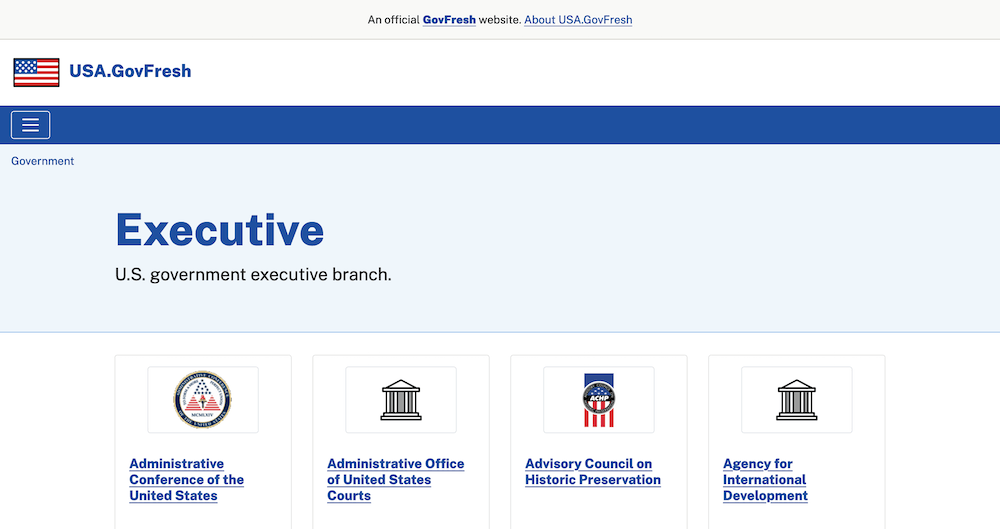 An official GovFresh website. About USA.GovFresh
USA.GovFresh
Government
Executive
U.S. government executive branch.
Administrative
Conference of the
United States
Administrative Office
of United States
Courts
ACHP
Advisory Council on
Historic Preservation
Agency for
International
Development